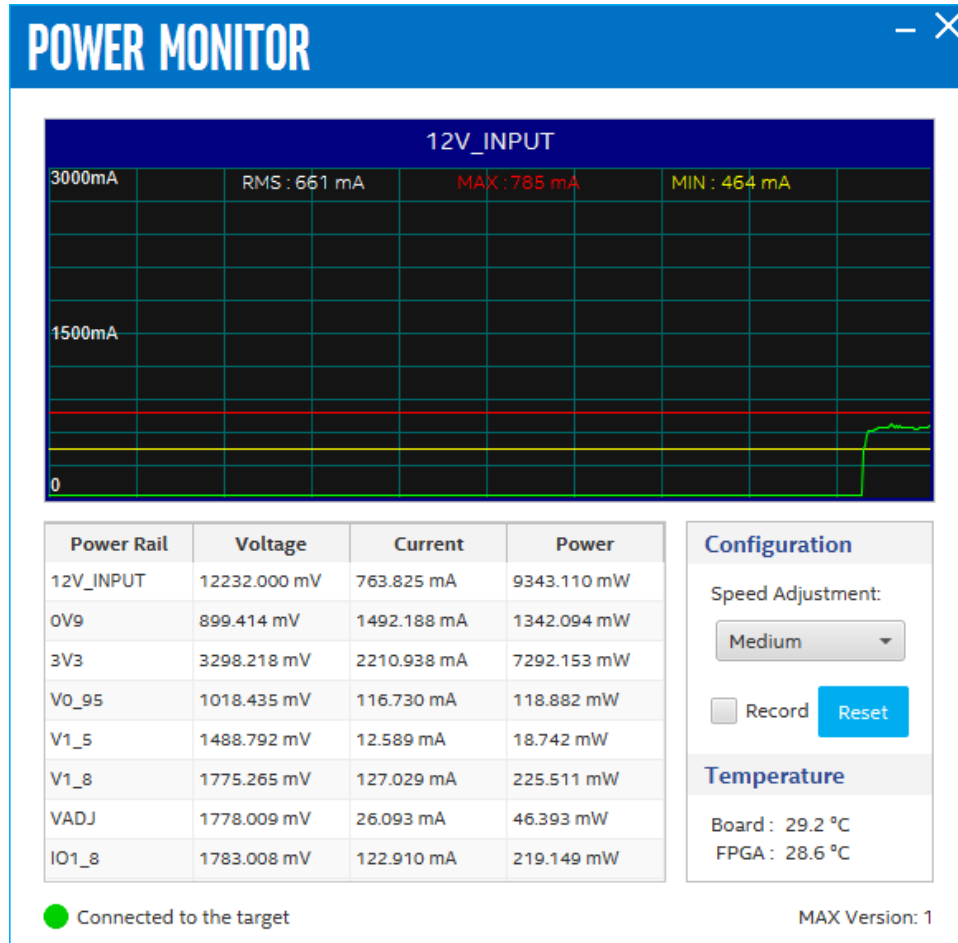 POWER MONITOR
12V_INPUT
3000mA RMS : 661 mA MAX : 785 mA MIN : 464 mA
1500mA
0
Power Rail Voltage Current Power
12V_INPUT 12232.000 mV 763.825 mA 9343.110 mW
0V9 899.414 mV 1492.188 mA 1342.094 mW
3V3 3298.218 mV 2210.938 mA 7292.153 mW
V0_95 1018.435 mV 116.730 mA 118.882 mW
V1_5 1488.792 mV 12.589 mA 18.742 mW
V1_8 1775.265 mV 127.029 mA 225.511 mW
VADJ 1778.009 mV 26.093 mA 46.393 mW
IO1_8 1783.008 mV 122.910 mA 219.149 mW
Configuration
Speed Adjustment:
Medium
Record Reset
Temperature
Board : 29.2 ºC
FPGA : 28.6 ºC
Connected to the target MAX Version: 1